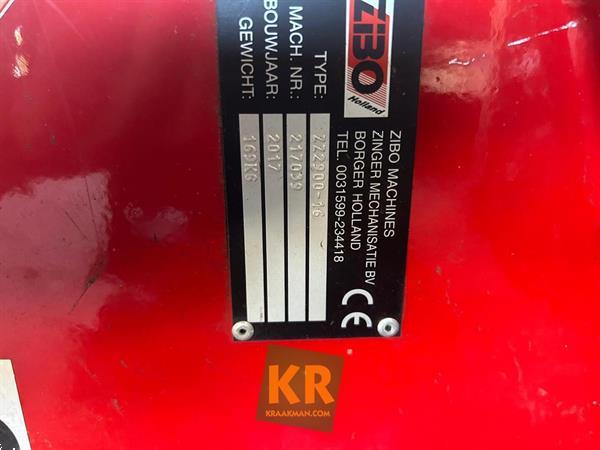 ZIBO
Holland
ZIBO MACHINES
ZINGER MECHANISATIE BV
BORGER HOLLAND
TEL. 0031599-234418
CE
TYPE: ZZ2900-16
MACH. NR.: 217039
BOUWJAAR: 2017
GEWICHT: 169KG
KR
KRAAKMAN.COM